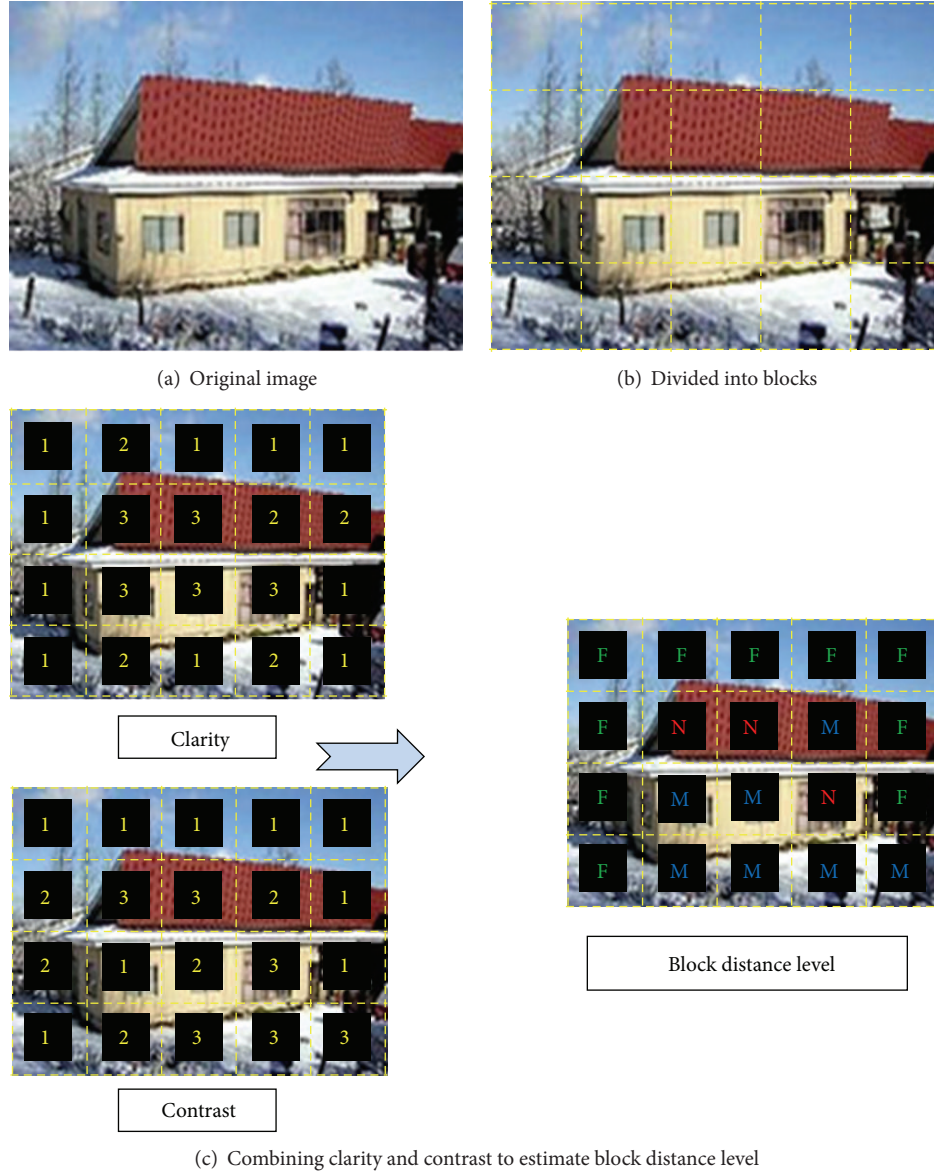 (a) Original image
(b) Divided into blocks
1 2 1 1 1
1 3 3 2 2
1 3 3 3 1
1 2 1 2 1
Clarity
1 1 1 1 1
2 3 3 2 1
2 1 2 3 1
1 2 3 3 3
Contrast
F F F F F
F N N M F
F M M N F
F M M M M
Block distance level
(c) Combining clarity and contrast to estimate block distance level